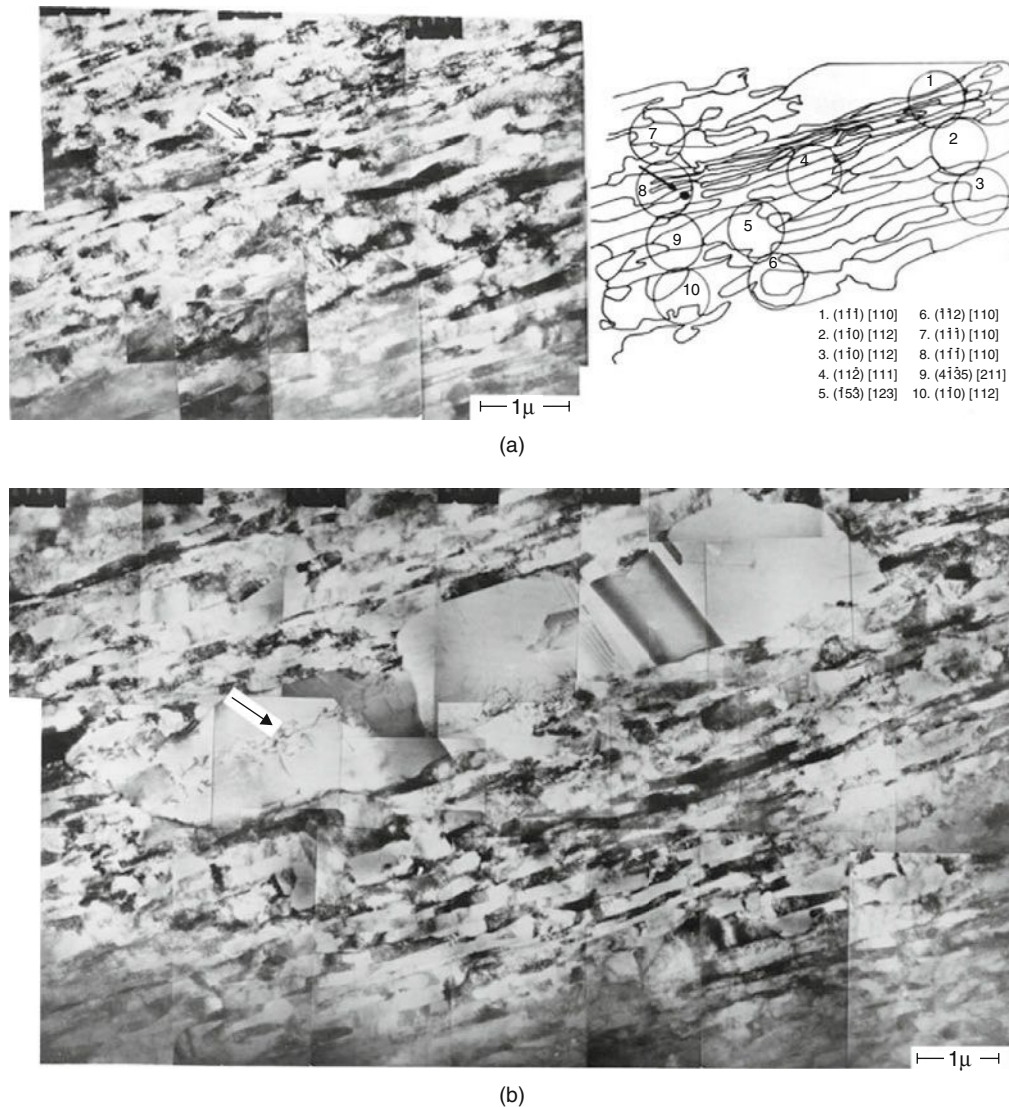 1
7
2
4
3
8
5
9
6
10
1. (11̄1̄) [110] 6. (1̄1̄2) [110]
2. (11̄0) [112] 7. (11̄1̄) [110]
3. (11̄0) [112] 8. (11̄1̄) [110]
4. (112̄) [111] 9. (41̄3̄5) [211]
5. (1̄53̄) [123] 10. (11̄0) [112]
1μ
(a)
1μ
(b)